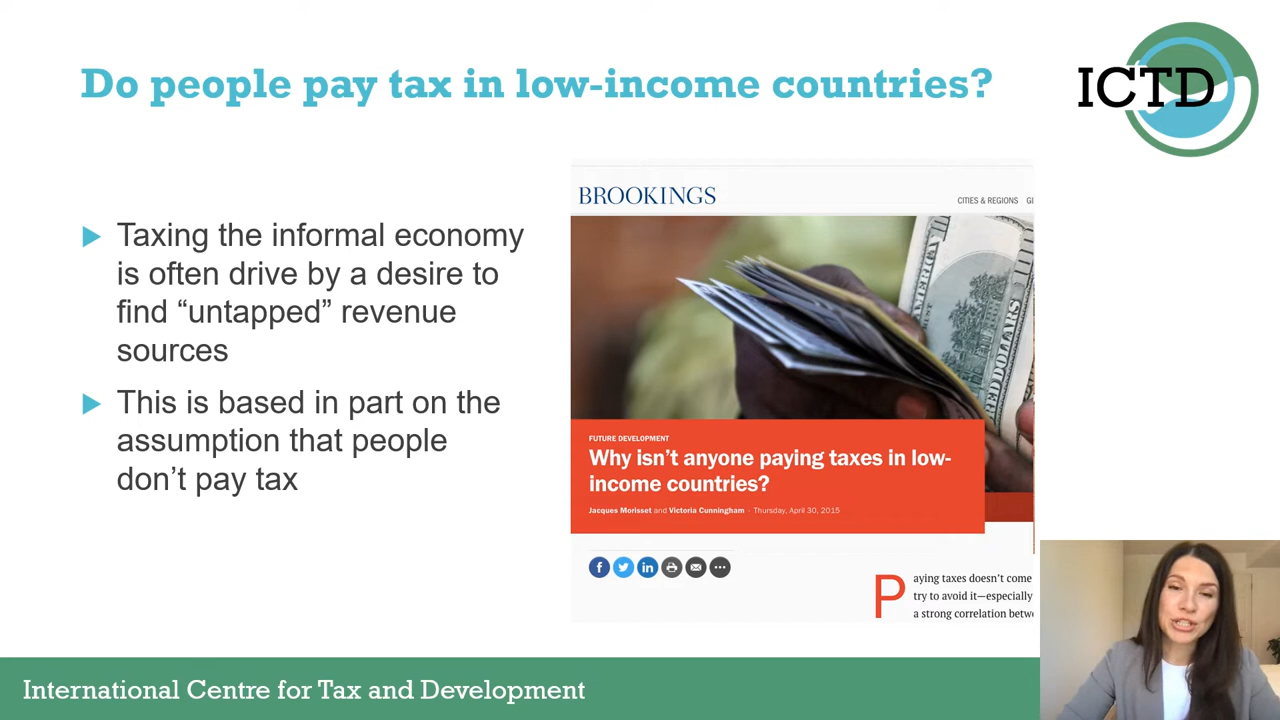 Do people pay tax in low-income countries?
ICTD
Taxing the informal economy
is often drive by a desire to
find “untapped” revenue
sources
This is based in part on the
assumption that people
don’t pay tax
BROOKINGS
CITIES & REGIONS
FUTURE DEVELOPMENT
Why isn’t anyone paying taxes in low-
income countries?
Jacques Morisset and Victoria Cunningham - Thursday, April 30, 2015
Paying taxes doesn’t come
try to avoid it—especially
a strong correlation
International Centre for Tax and Development